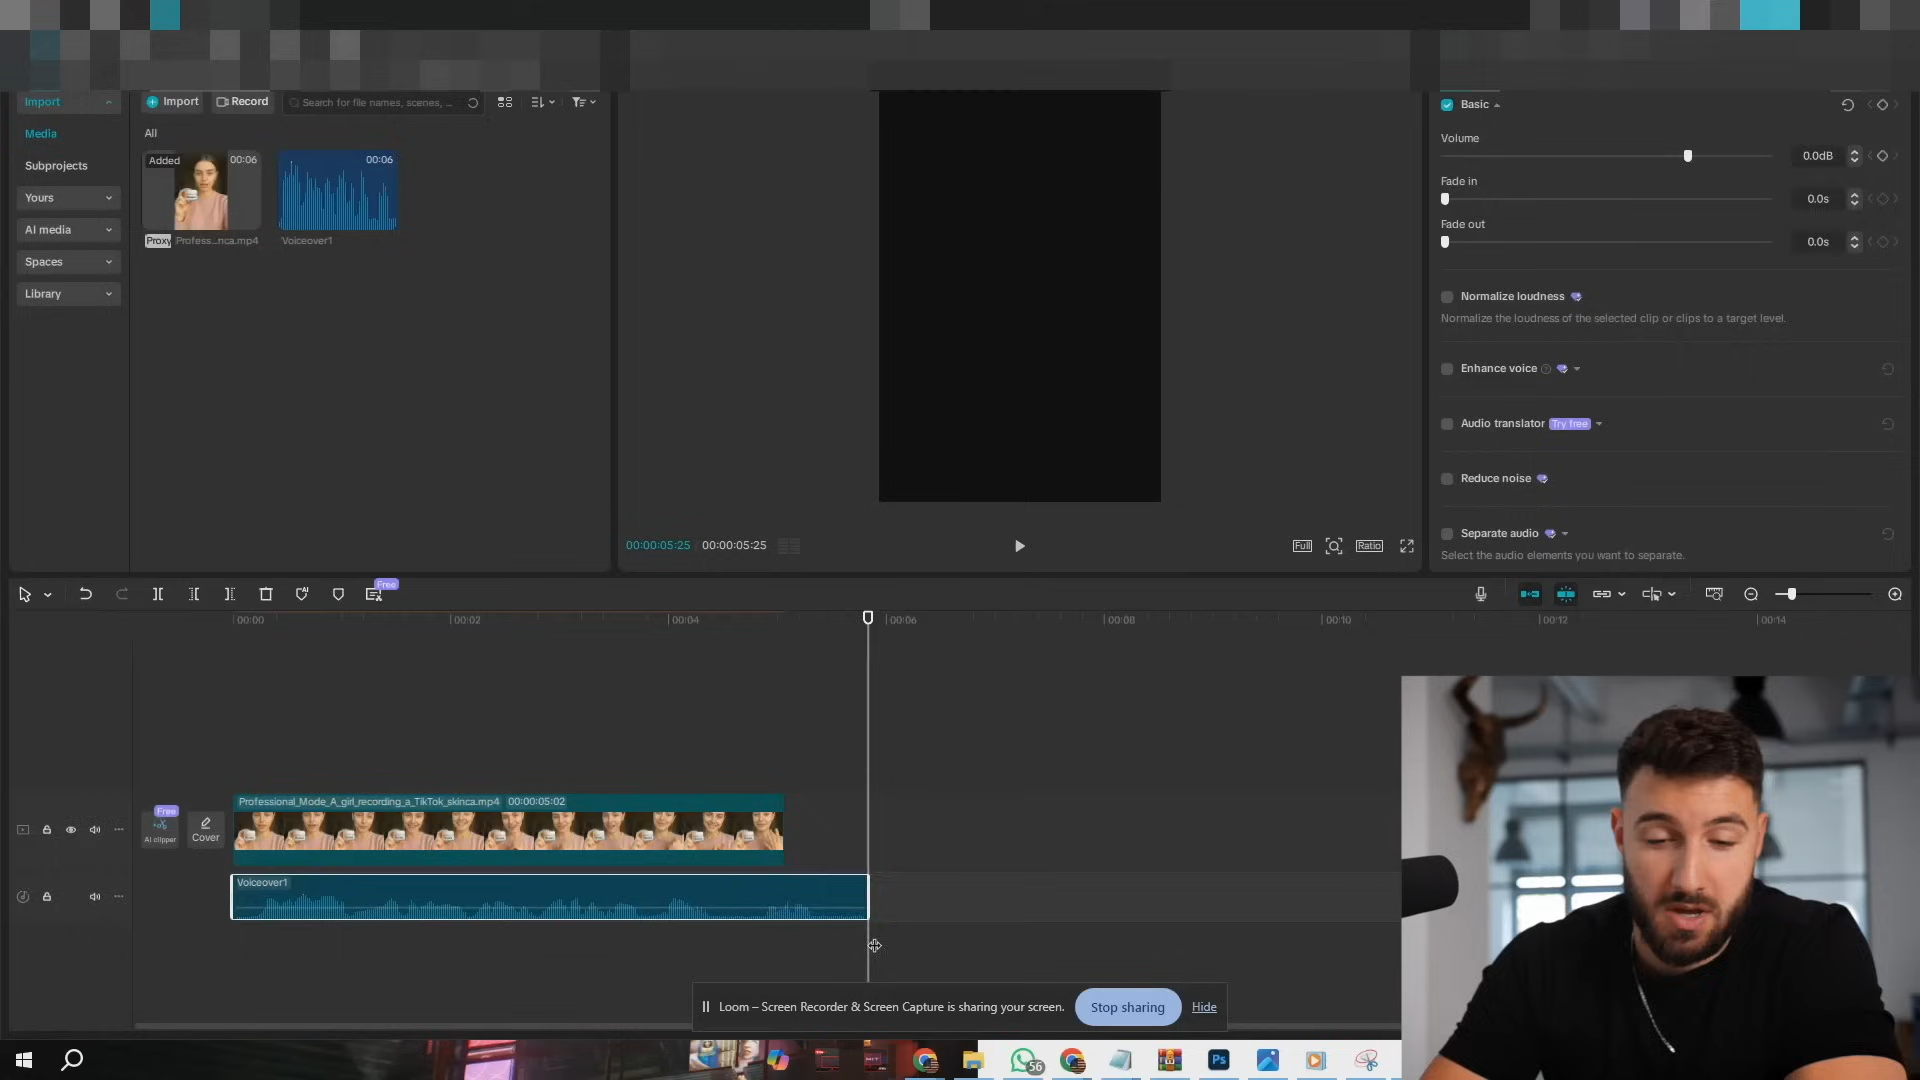 Import
Import
Record
Search for file names, scenes, ...
Basic
Media
All
Volume
0.0dB
Subprojects
Added
00:06
00:06
Fade in
0.0s
Yours
Fade out
0.0s
AI media
Proxy
Profess...nca.mp4
Voiceover1
Spaces
Library
Normalize loudness
Normalize the loudness of the selected clip or clips to a target level.
Enhance voice
Audio translator
Try free
Reduce noise
Separate audio
Select the audio elements you want to separate.
00:00:05:25
00:00:05:25
Full
Ratio
Free
00:00
00:02
00:04
00:06
00:08
00:10
00:12
00:14
Professional_Mode_A_girl_recording_a_TikTok_skinca.mp4
00:00:05:02
Free
AI clipper
Cover
Voiceover1
Loom – Screen Recorder & Screen Capture is sharing your screen.
Stop sharing
Hide
56
Ps